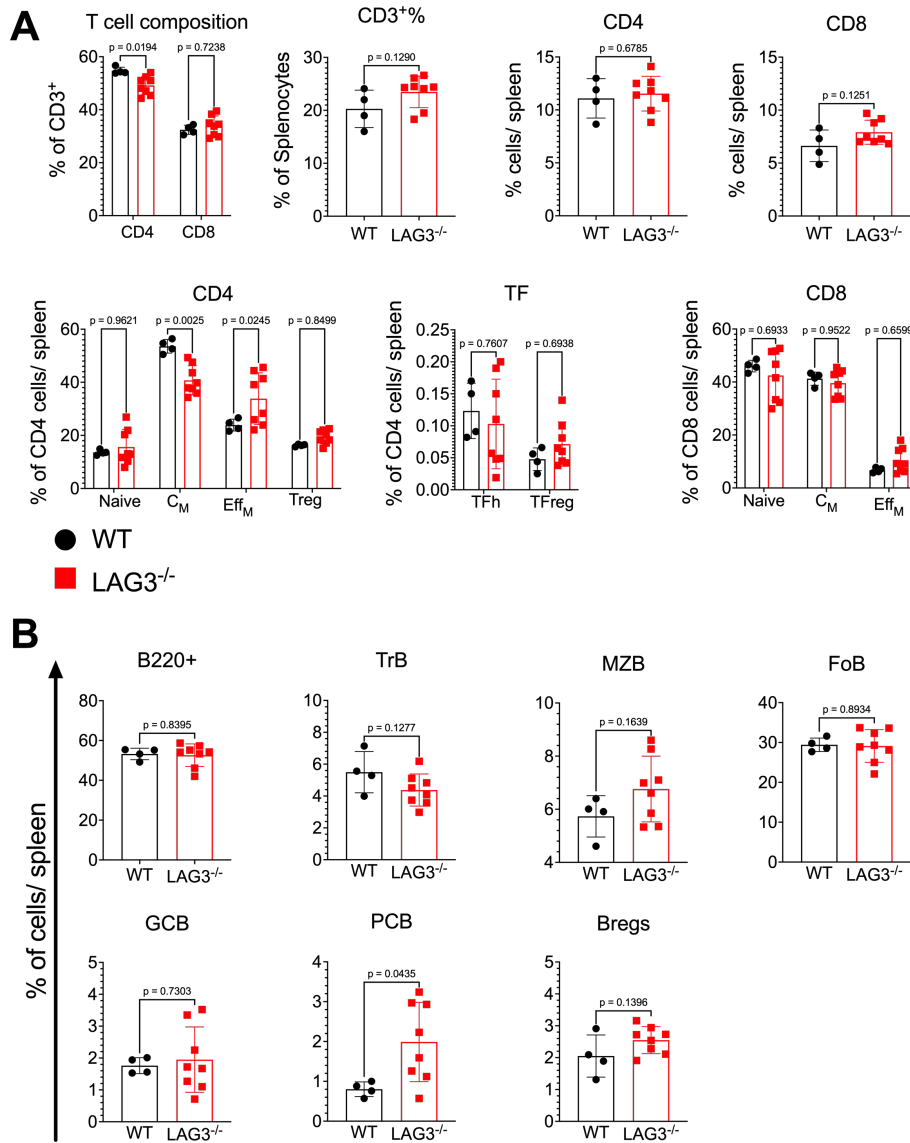 A
T cell composition
p = 0.0194 p = 0.7238
% of CD3+
60
40
20
0
CD4 CD8
CD3+%
p = 0.1290
% of Splenocytes
30
20
10
0
WT LAG3-/-
CD4
p = 0.6785
% cells/ spleen
15
10
5
0
WT LAG3-/-
CD8
p = 0.1251
% cells/ spleen
15
10
5
0
WT LAG3-/-
CD4
p = 0.9621 p = 0.0025 p = 0.0245 p = 0.8499
% of CD4 cells/ spleen
60
40
20
0
Naive CM EffM Treg
TF
p = 0.7607 p = 0.6938
% of CD4 cells/ spleen
0.25
0.20
0.15
0.10
0.05
0.00
TFh TFreg
CD8
p = 0.6933 p = 0.9522 p = 0.6599
% of CD8 cells/ spleen
60
40
20
0
Naive CM EffM
WT
LAG3-/-
B
% of cells/ spleen
B220+
p = 0.8395
80
60
40
20
0
WT LAG3-/-
TrB
p = 0.1277
10
8
6
4
2
0
WT LAG3-/-
MZB
p = 0.1639
10
8
6
4
WT LAG3-/-
FoB
p = 0.8934
40
30
20
10
0
WT LAG3-/-
GCB
p = 0.7303
5
4
3
2
1
0
WT LAG3-/-
PCB
p = 0.0435
4
3
2
1
0
WT LAG3-/-
Bregs
p = 0.1396
5
4
3
2
1
0
WT LAG3-/-